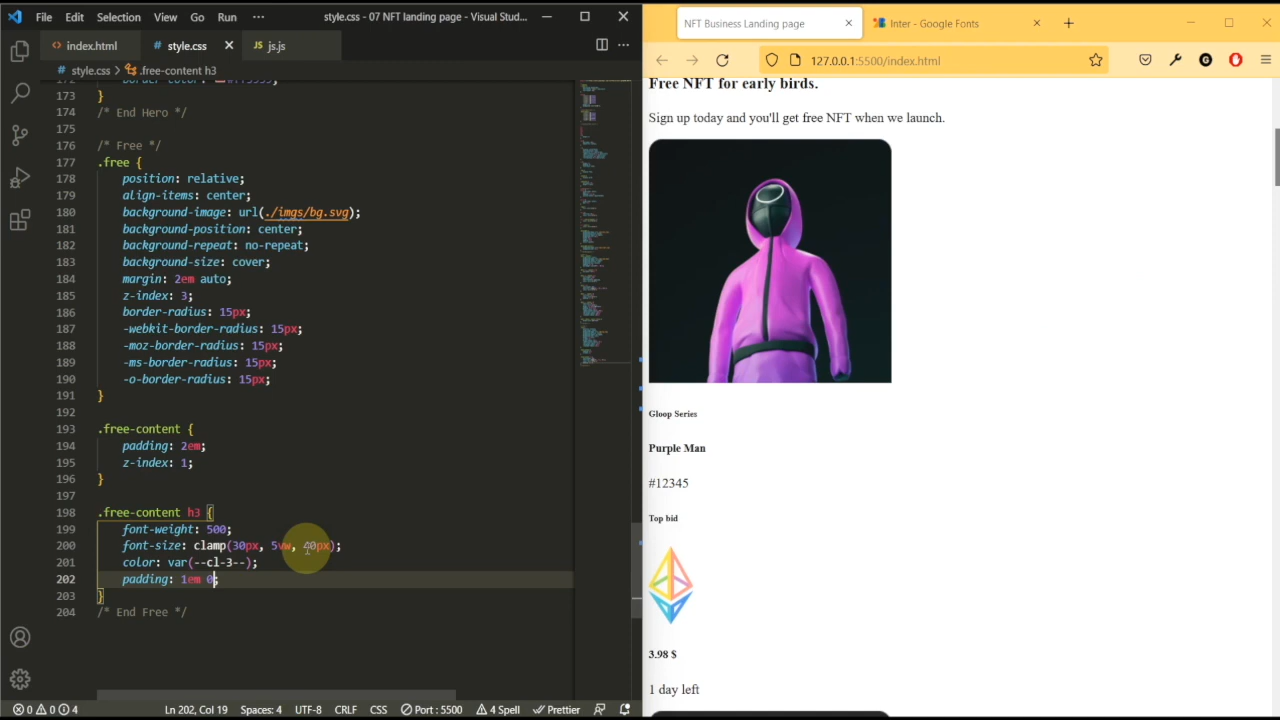 File Edit Selection View Go Run ··· style.css - 07 NFT landing page - Visual Stu...
index.html style.css js.js
style.css > .free-content h3
173 }
174 /* End Hero */
175
176 /* Free */
177 .free {
178 position: relative;
179 align-items: center;
180 background-image: url(./imgs/bg.svg);
181 background-position: center;
182 background-repeat: no-repeat;
183 background-size: cover;
184 margin: 2em auto;
185 z-index: 3;
186 border-radius: 15px;
187 -webkit-border-radius: 15px;
188 -moz-border-radius: 15px;
189 -ms-border-radius: 15px;
190 -o-border-radius: 15px;
191 }
192
193 .free-content {
194 padding: 2em;
195 z-index: 1;
196 }
197
198 .free-content h3 {
199 font-weight: 500;
200 font-size: clamp(30px, 5vw, 40px);
201 color: var(--cl-3--);
202 padding: 1em 0;
203 }
204 /* End Free */
0 0 4 Ln 202, Col 19 Spaces: 4 UTF-8 CRLF CSS Port : 5500 4 Spell Prettier
NFT Business Landing page
Inter - Google Fonts
127.0.0.1:5500/index.html
Free NFT for early birds.
Sign up today and you'll get free NFT when we launch.
Gloop Series
Purple Man
#12345
Top bid
3.98 $
1 day left